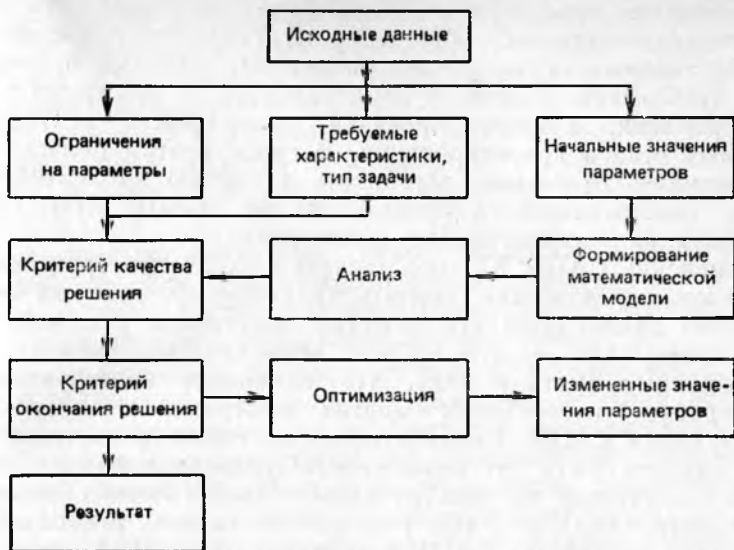 Исходные данные
Ограничения
на параметры
Требуемые
характеристики,
тип задачи
Начальные значения
параметров
Критерий качества
решения
Анализ
Формирование
математической
модели
Критерий
окончания решения
Оптимизация
Измененные значе-
ния параметров
Результат